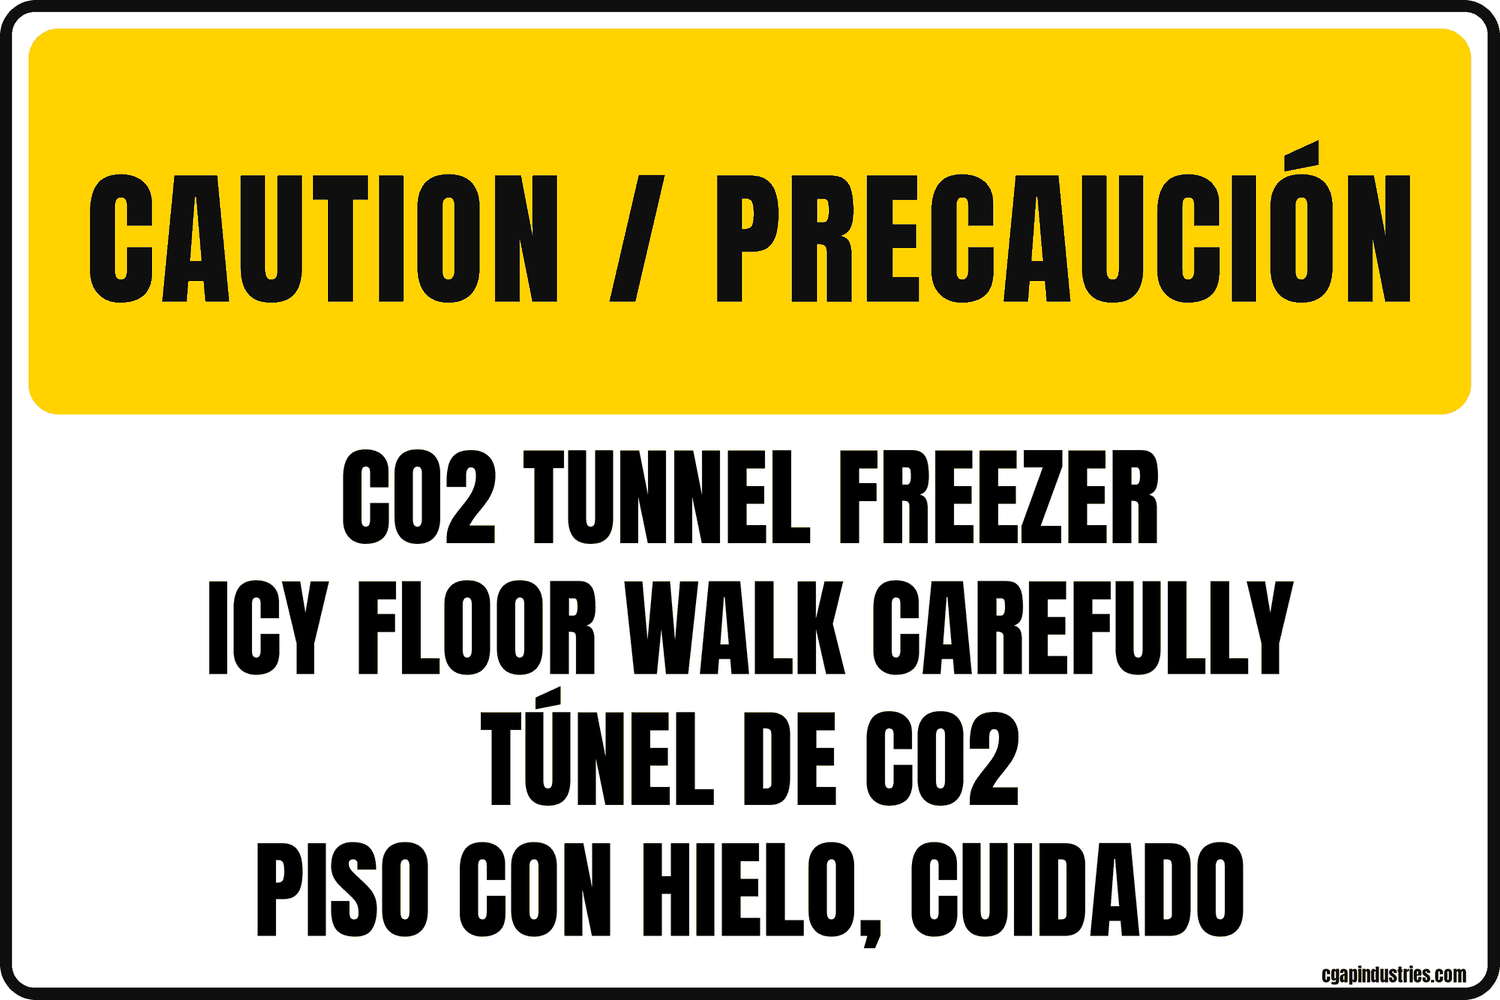 CAUTION / PRECAUCIÓN
CO2 TUNNEL FREEZER
ICY FLOOR WALK CAREFULLY
TÚNEL DE CO2
PISO CON HIELO, CUIDADO
cgapindustries.com